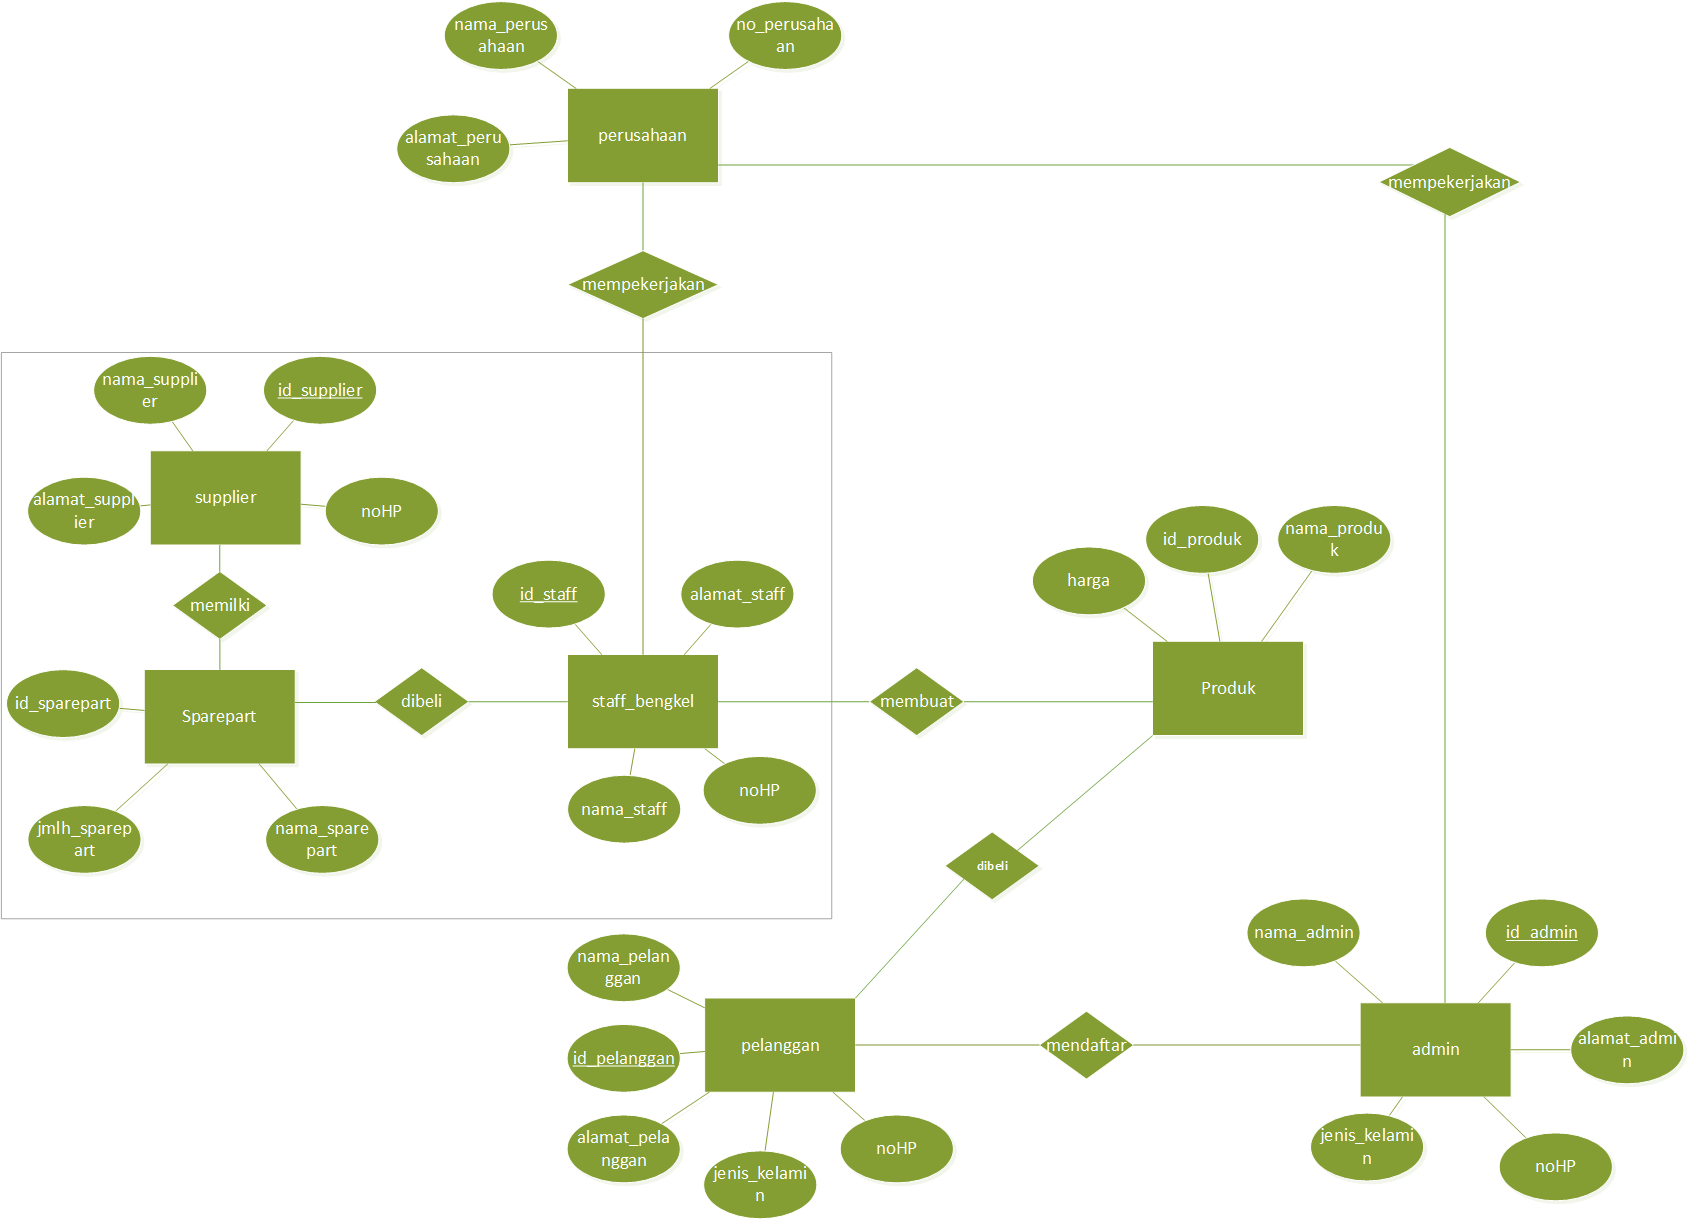 nama_perus
ahaan
no_perusaha
an
alamat_peru
sahaan
perusahaan
mempekerjakan
mempekerjakan
nama_suppli
er
id_supplier
alamat_suppl
ier
supplier
noHP
memilki
id_sparepart
Sparepart
jmlh_sparep
art
nama_spare
part
dibeli
id_staff
alamat_staff
staff_bengkel
nama_staff
noHP
membuat
harga
id_produk
nama_produ
k
Produk
dibeli
nama_pelan
ggan
id_pelanggan
alamat_pela
nggan
pelanggan
jenis_kelami
n
noHP
mendaftar
nama_admin
id_admin
admin
alamat_admi
n
jenis_kelami
n
noHP